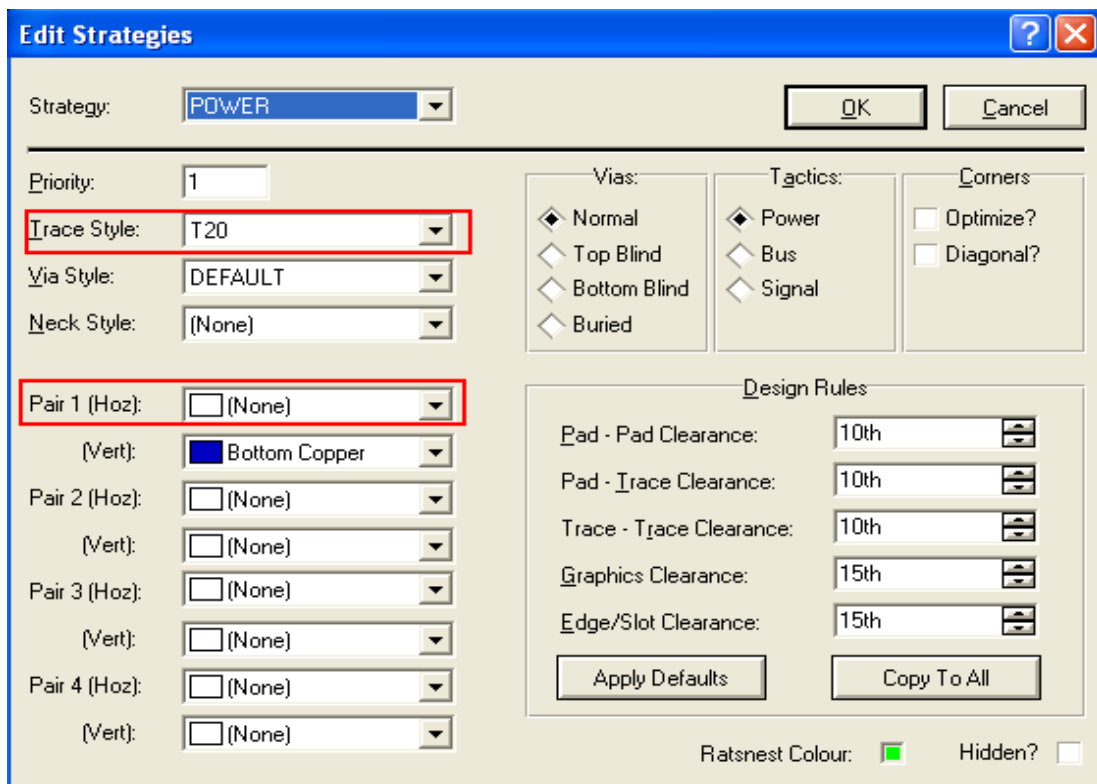 Edit Strategies
Strategy: POWER OK Cancel
Priority: 1
Trace Style: T20
Via Style: DEFAULT
Neck Style: (None)
Vias:
Normal
Top Blind
Bottom Blind
Buried
Tactics:
Power
Bus
Signal
Corners
Optimize?
Diagonal?
Pair 1 (Hoz): (None)
(Vert): Bottom Copper
Pair 2 (Hoz): (None)
(Vert): (None)
Pair 3 (Hoz): (None)
(Vert): (None)
Pair 4 (Hoz): (None)
(Vert): (None)
Design Rules
Pad - Pad Clearance: 10th
Pad - Trace Clearance: 10th
Trace - Trace Clearance: 10th
Graphics Clearance: 15th
Edge/Slot Clearance: 15th
Apply Defaults Copy To All
Ratsnest Colour: Hidden?